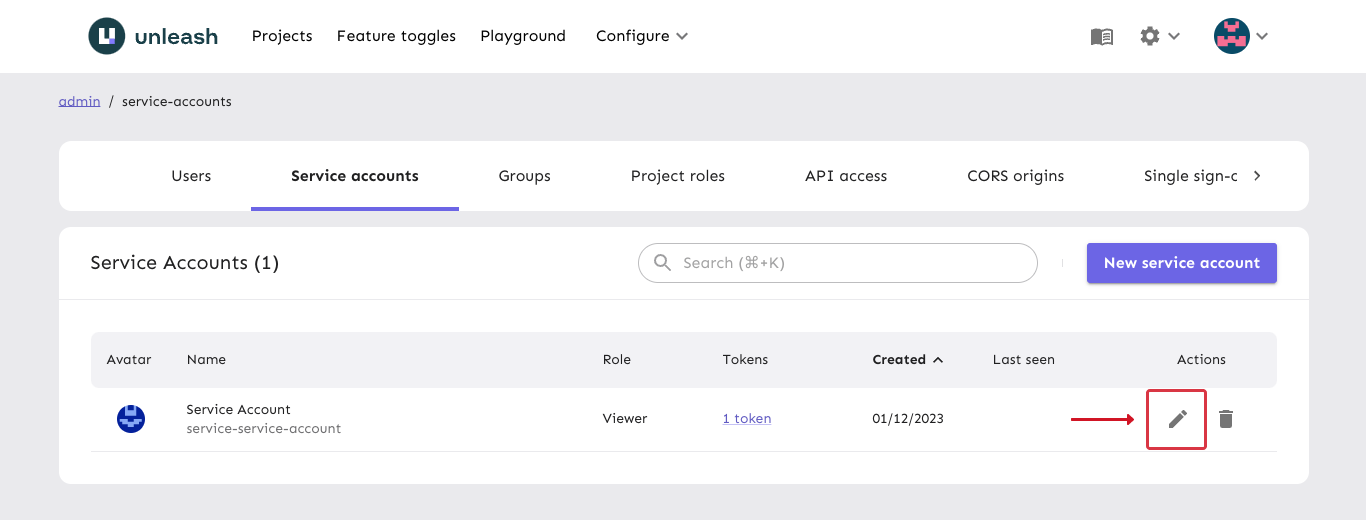 unleash Projects Feature toggles Playground Configure
admin / service-accounts
Users Service accounts Groups Project roles API access CORS origins Single sign-o
Service Accounts (1) Search (⌘+K) New service account
Avatar Name Role Tokens Created Last seen Actions
Service Account
service-service-account
Viewer 1 token 01/12/2023